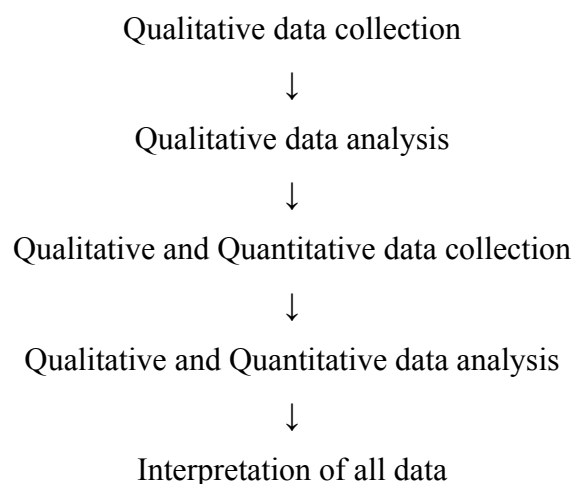 Qualitative data collection
↓
Qualitative data analysis
↓
Qualitative and Quantitative data collection
↓
Qualitative and Quantitative data analysis
↓
Interpretation of all data